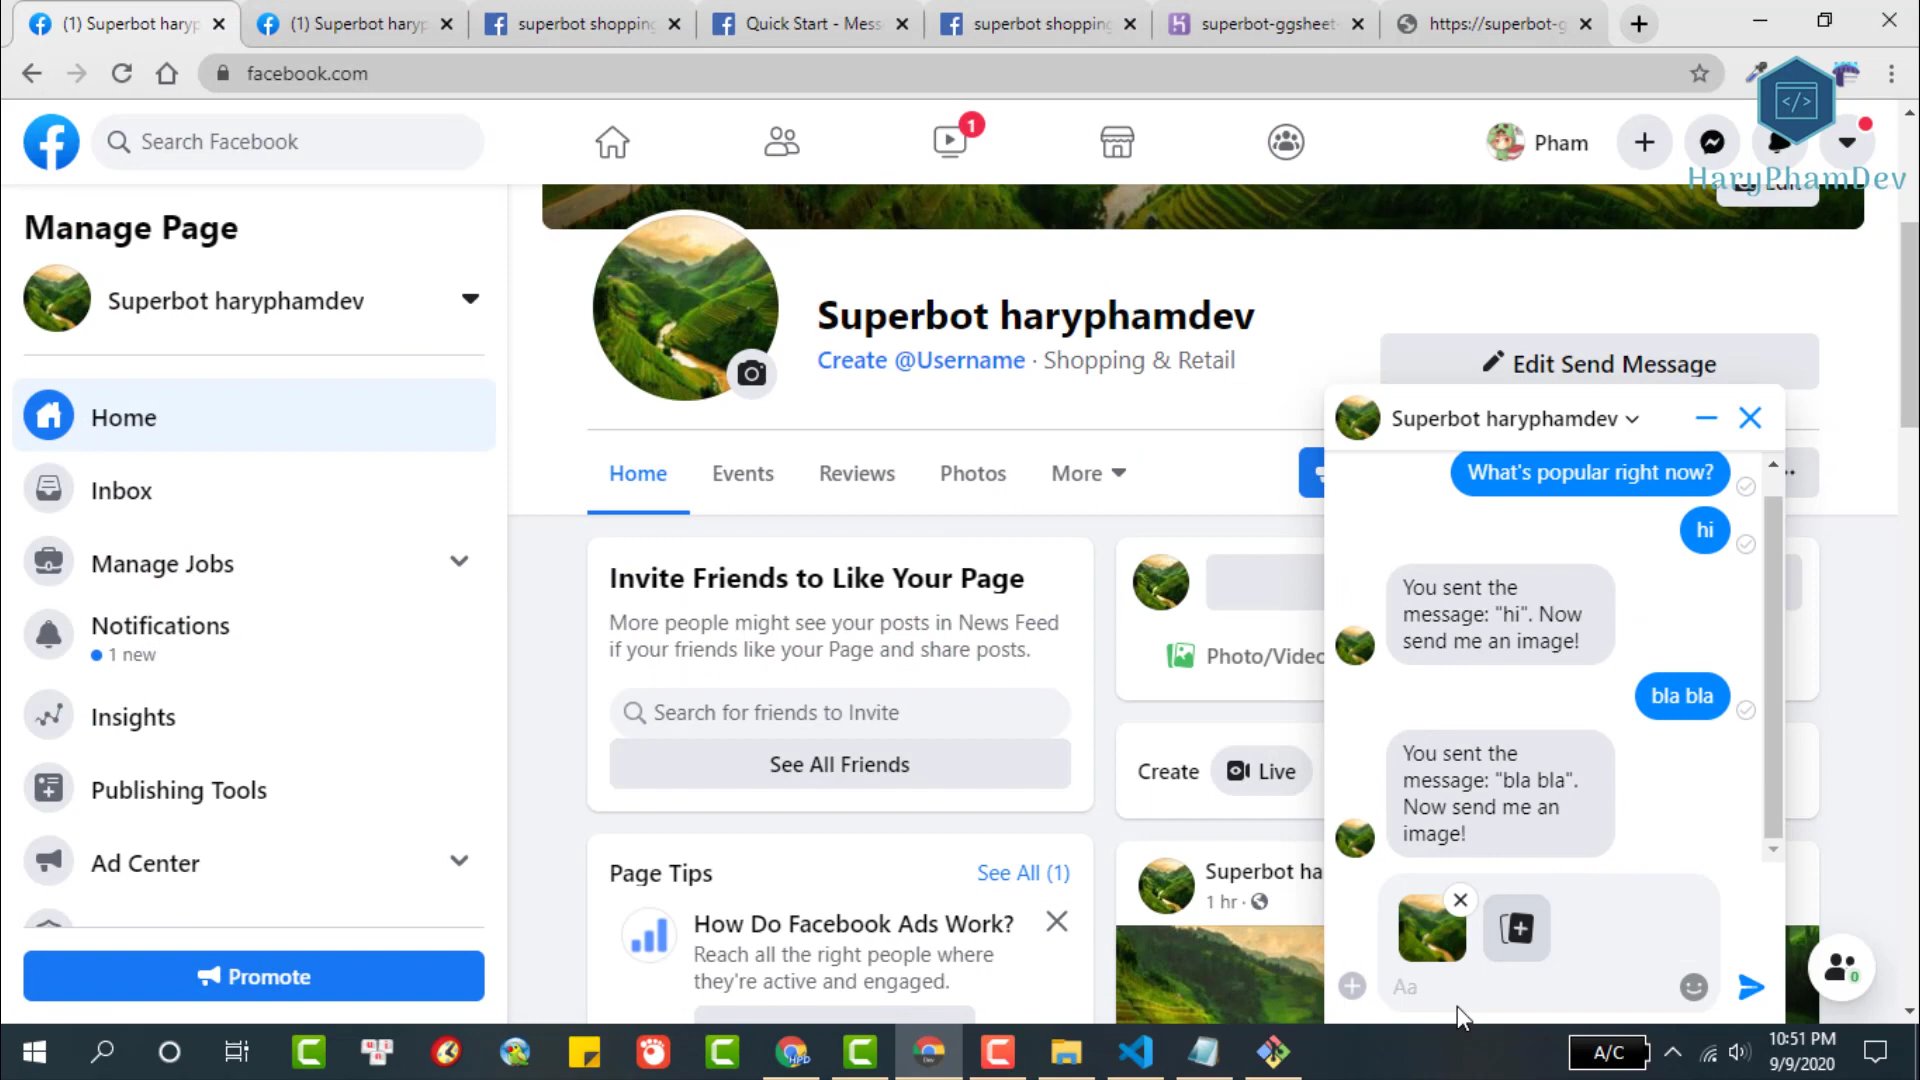 (1) Superbot haryp
(1) Superbot haryp
superbot shopping
Quick Start - Mess
superbot shopping
superbot-ggsheet-
https://superbot-g
facebook.com
</>
HaryPhamDev
Search Facebook
1
Pham
Manage Page
Superbot haryphamdev
Home
Inbox
Manage Jobs
Notifications
1 new
Insights
Publishing Tools
Ad Center
Promote
Superbot haryphamdev
Create @Username · Shopping & Retail
Edit Send Message
Home
Events
Reviews
Photos
More
Invite Friends to Like Your Page
More people might see your posts in News Feed
if your friends like your Page and share posts.
Search for friends to Invite
See All Friends
Page Tips
See All (1)
How Do Facebook Ads Work?
Reach all the right people where
they're active and engaged.
Photo/Video
Create
Live
Superbot ha
1 hr ·
Superbot haryphamdev
What's popular right now?
hi
You sent the
message: "hi". Now
send me an image!
bla bla
You sent the
message: "bla bla".
Now send me an
image!
Aa
0
A/C
10:51 PM
9/9/2020